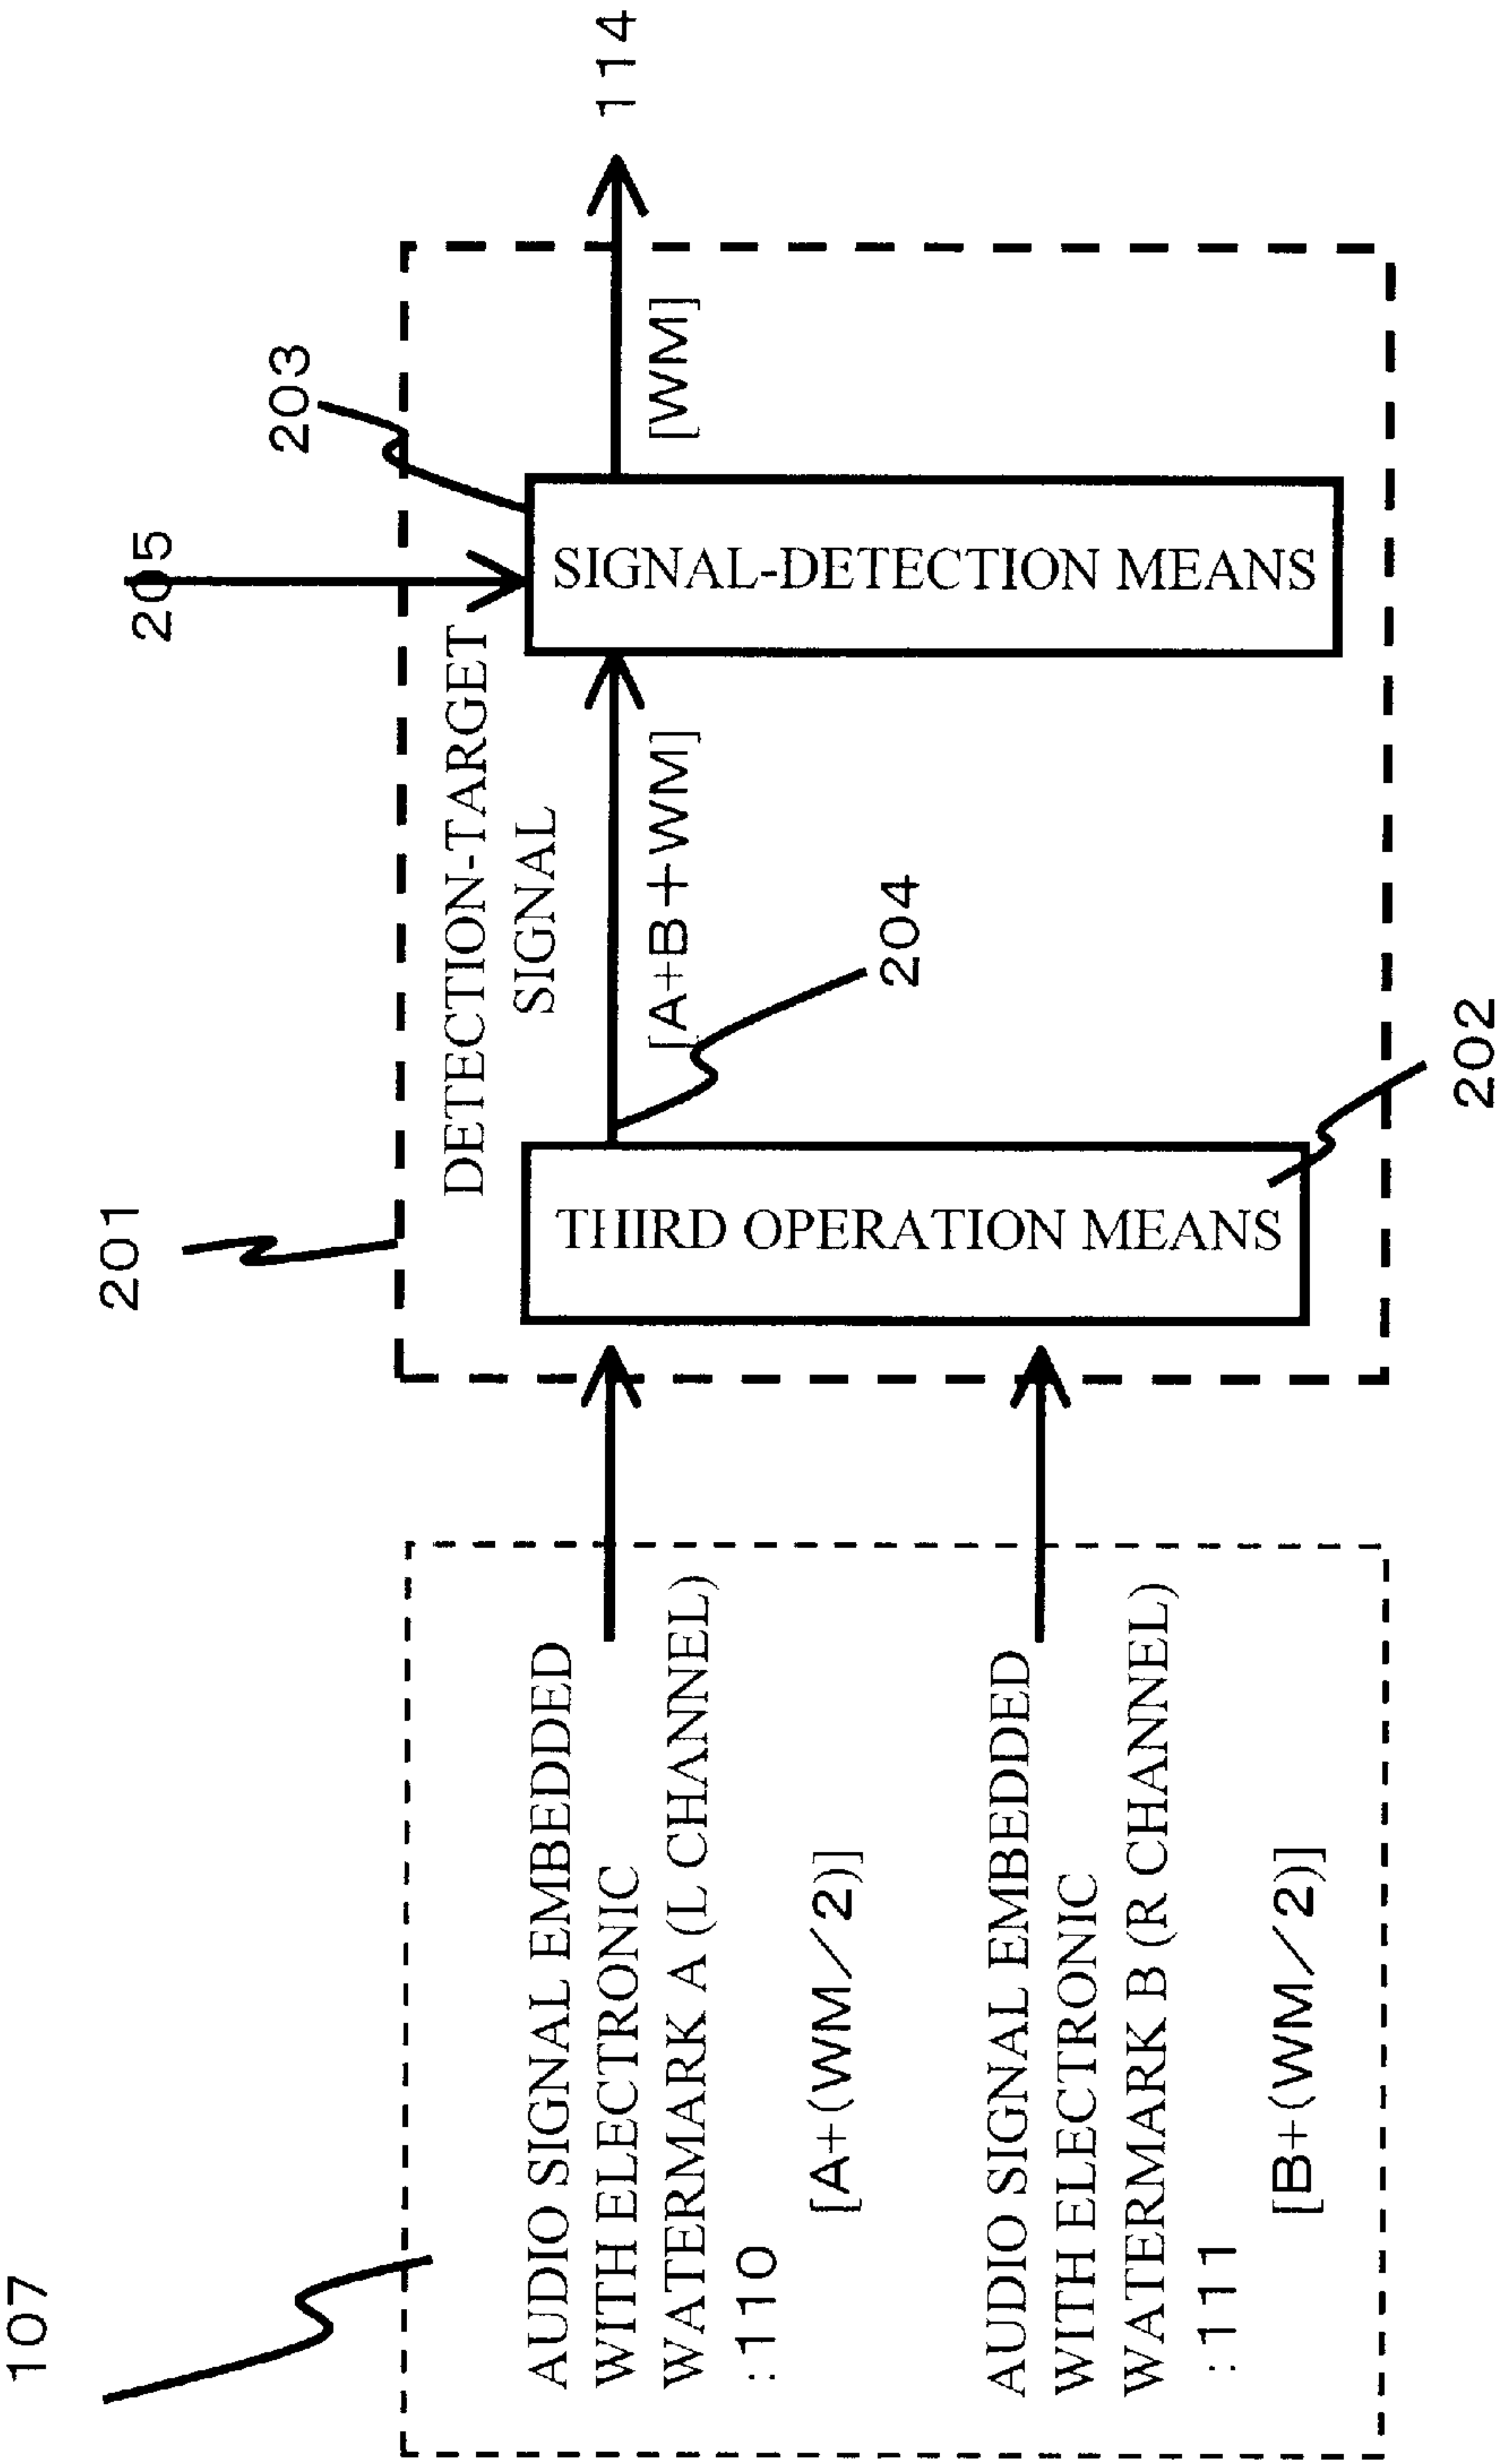 107
AUDIO SIGNAL EMBEDDED
WITH ELECTRONIC
WATERMARK A (L CHANNEL)
:110
[A+(WM/2)]
AUDIO SIGNAL EMBEDDED
WITH ELECTRONIC
WATERMARK B (R CHANNEL)
:111
[B+(WM/2)]
201
THIRD OPERATION MEANS
202
DETECTION-TARGET
SIGNAL
[A+B+WM]
204
205
203
SIGNAL-DETECTION MEANS
[WM]
114